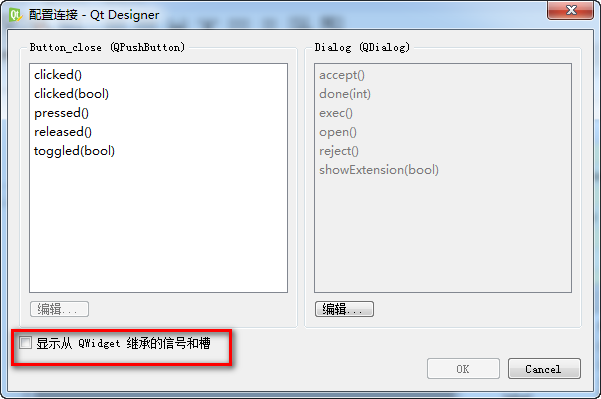 配置连接 - Qt Designer
Button_close (QPushButton)
clicked()
clicked(bool)
pressed()
released()
toggled(bool)
编辑...
Dialog (QDialog)
accept()
done(int)
exec()
open()
reject()
showExtension(bool)
编辑...
显示从 QWidget 继承的信号和槽
OK
Cancel